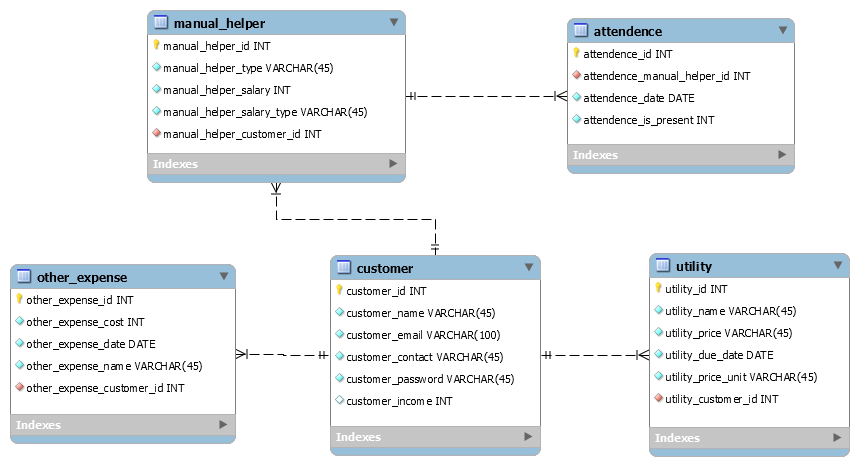 manual_helper
manual_helper_id INT
manual_helper_type VARCHAR(45)
manual_helper_salary INT
manual_helper_salary_type VARCHAR(45)
manual_helper_customer_id INT
Indexes
attendence
attendence_id INT
attendence_manual_helper_id INT
attendence_date DATE
attendence_is_present INT
Indexes
other_expense
other_expense_id INT
other_expense_cost INT
other_expense_date DATE
other_expense_name VARCHAR(45)
other_expense_customer_id INT
Indexes
customer
customer_id INT
customer_name VARCHAR(45)
customer_email VARCHAR(100)
customer_contact VARCHAR(45)
customer_password VARCHAR(45)
customer_income INT
Indexes
utility
utility_id INT
utility_name VARCHAR(45)
utility_price VARCHAR(45)
utility_due_date DATE
utility_price_unit VARCHAR(45)
utility_customer_id INT
Indexes